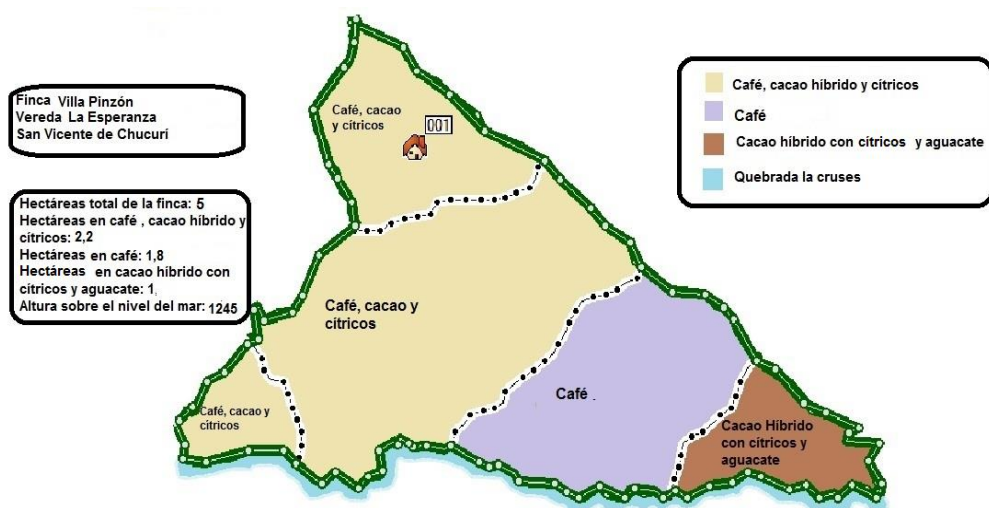 Finca Villa Pinzón
Vereda La Esperanza
San Vicente de Chucurí
Hectáreas total de la finca: 5
Hectáreas en café , cacao híbrido y
cítricos: 2,2
Hectáreas en café: 1,8
Hectáreas en cacao híbrido con
cítricos y aguacate: 1,
Altura sobre el nivel del mar: 1245
Café, cacao
y cítricos
001
Café, cacao y
cítricos
Café, cacao y
cítricos
Café .
Cacao Híbrido
con cítricos y
aguacate
Café, cacao híbrido y cítricos
Café
Cacao híbrido con cítricos y aguacate
Quebrada la cruses